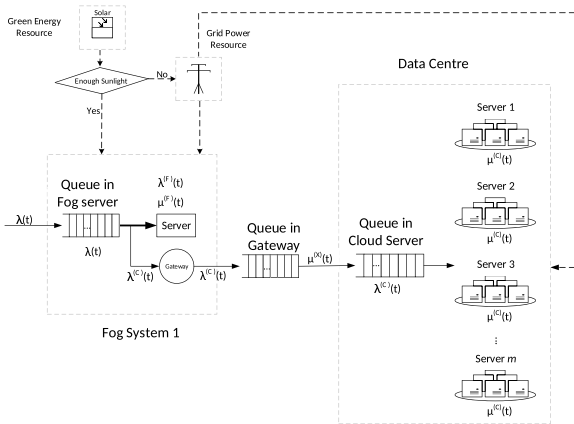 Solar
Green Energy
Resource
Grid Power
Resource
Enough Sunlight
No
Yes
Data Centre
Server 1
μ(C)(t)
Server 2
μ(C)(t)
Server 3
μ(C)(t)
...
Server m
μ(C)(t)
Queue in
Fog server
λ(F)(t)
μ(F)(t)
λ(t)
...
Server
λ(t)
λ(C)(t)
Gateway
λ(C)(t)
Queue in
Gateway
...
μ(X)(t)
Queue in
Cloud Server
...
λ(C)(t)
Fog System 1